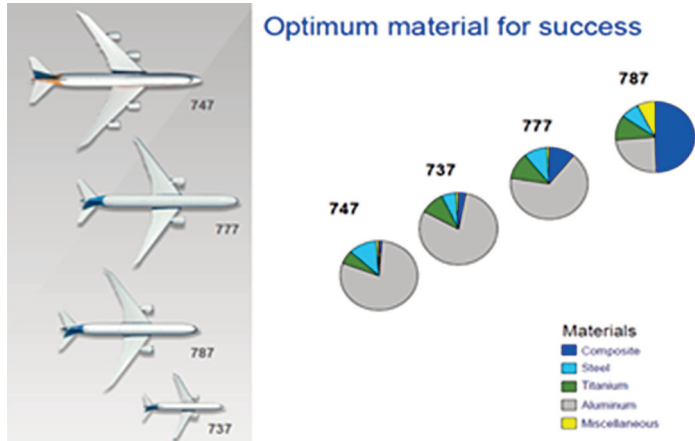 747
777
787
737
Optimum material for success
787
777
737
747
Materials
Composite
Steel
Titanium
Aluminum
Miscellaneous